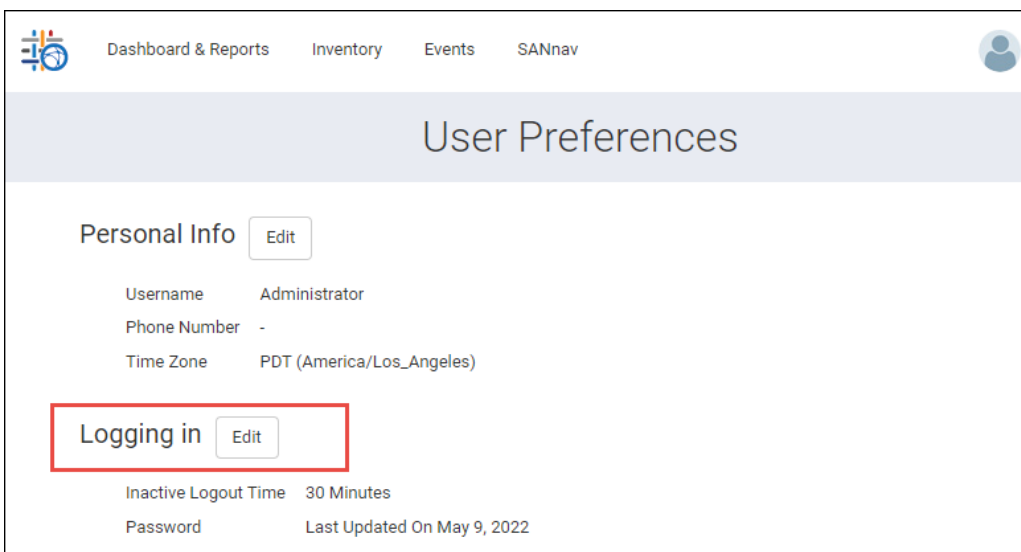 Dashboard & Reports Inventory Events SANnav
User Preferences
Personal Info Edit
Username Administrator
Phone Number -
Time Zone PDT (America/Los_Angeles)
Logging in Edit
Inactive Logout Time 30 Minutes
Password Last Updated On May 9, 2022